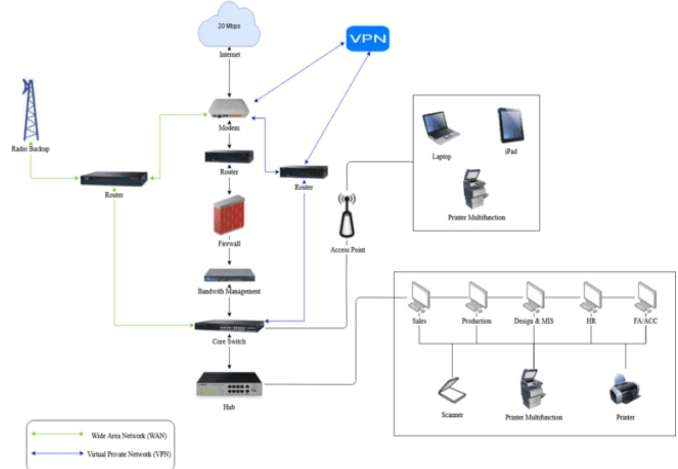 20 Mbps
Internet
VPN
Radio Backup
Modem
Router
Router
Router
Laptop
iPad
Printer Multifunction
Firewall
Access Point
Bandwith Management
Core Switch
Sales
Production
Design & MIS
HR
FA/ACC
Hub
Scanner
Printer Multifunction
Printer
Wide Area Network (WAN)
Virtual Private Network (VPN)